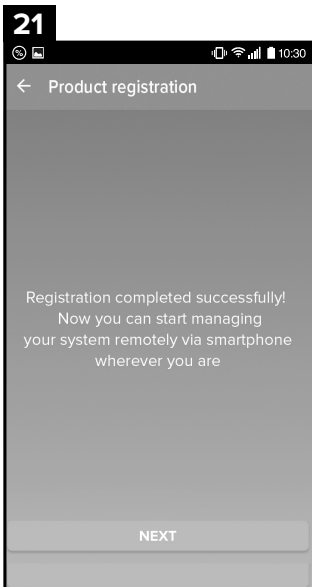 21
10:30
Product registration
Registration completed successfully!
Now you can start managing
your system remotely via smartphone
wherever you are
NEXT